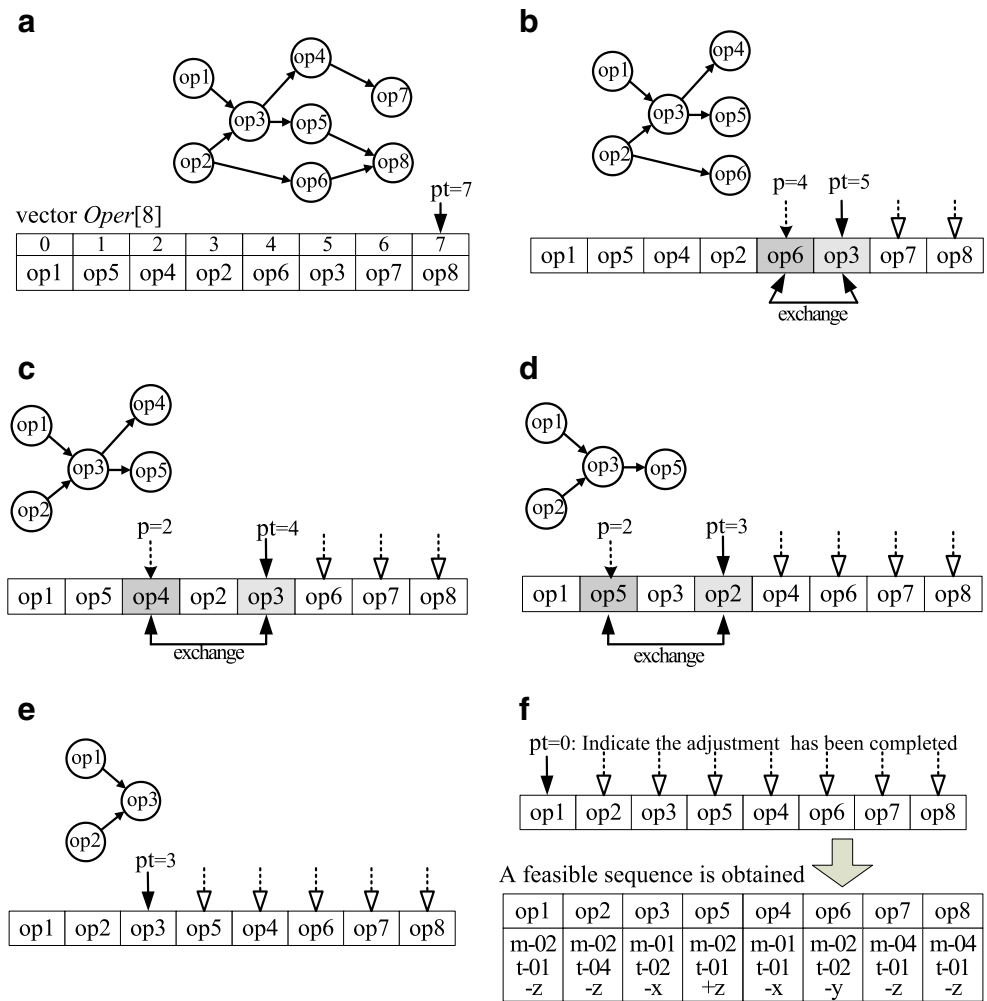 a
op1
op2
op3
op4
op5
op6
op7
op8
pt=7
vector Oper[8]
0 1 2 3 4 5 6 7
op1 op5 op4 op2 op6 op3 op7 op8
b
op1
op2
op3
op4
op5
op6
p=4 pt=5
op1 op5 op4 op2 op6 op3 op7 op8
exchange
c
op1
op2
op3
op4
op5
p=2 pt=4
op1 op5 op4 op2 op3 op6 op7 op8
exchange
d
op1
op2
op3
op5
p=2 pt=3
op1 op5 op3 op2 op4 op6 op7 op8
exchange
e
op1
op2
op3
pt=3
op1 op2 op3 op5 op4 op6 op7 op8
f
pt=0: Indicate the adjustment has been completed
op1 op2 op3 op5 op4 op6 op7 op8
A feasible sequence is obtained
op1 op2 op3 op5 op4 op6 op7 op8
m-02 m-02 m-01 m-02 m-01 m-02 m-04 m-04
t-01 t-04 t-02 t-01 t-01 t-02 t-01 t-01
-z -z -x +z -x -y -z -z